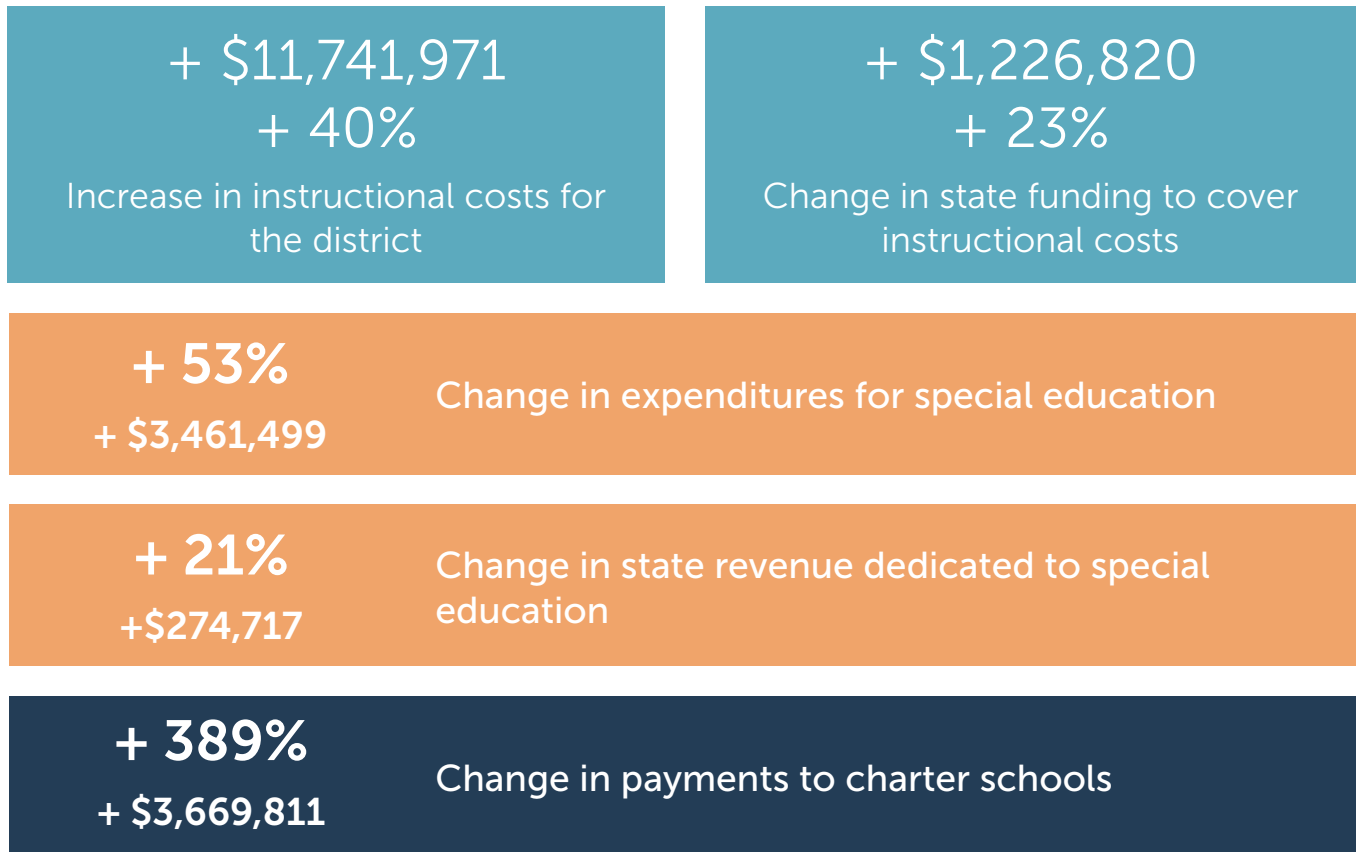 + $11,741,971
+ 40%
Increase in instructional costs for
the district
+ $1,226,820
+ 23%
Change in state funding to cover
instructional costs
+ 53%
+ $3,461,499
Change in expenditures for special education
+ 21%
+$274,717
Change in state revenue dedicated to special
education
+ 389%
+ $3,669,811
Change in payments to charter schools